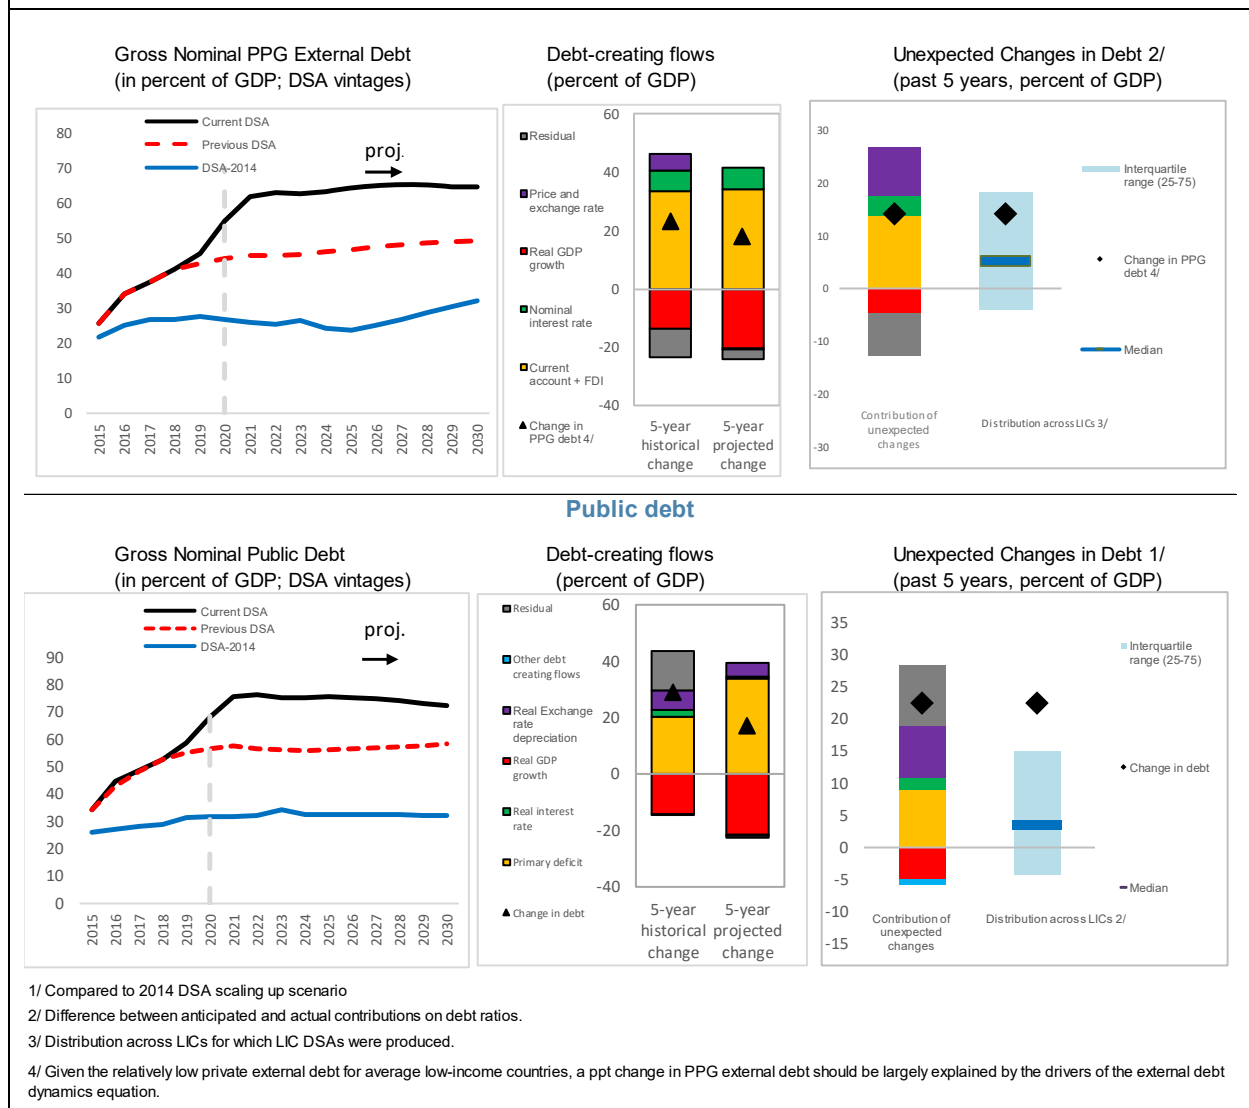 Gross Nominal PPG External Debt
(in percent of GDP; DSA vintages)
Current DSA
Previous DSA
DSA-2014
proj.
80
70
60
50
40
30
20
10
0
2015
2016
2017
2018
2019
2020
2021
2022
2023
2024
2025
2026
2027
2028
2029
2030
Debt-creating flows
(percent of GDP)
Residual
Price and
exchange rate
Real GDP
growth
Nominal
interest rate
Current
account + FDI
Change in
PPG debt 4/
60
40
20
0
-20
-40
5-year
historical
change
5-year
projected
change
Unexpected Changes in Debt 2/
(past 5 years, percent of GDP)
30
20
10
0
-10
-20
-30
Contribution of
unexpected
changes
Distribution across LICs 3/
Interquartile
range (25-75)
Change in PPG
debt 4/
Median
Public debt
Gross Nominal Public Debt
(in percent of GDP; DSA vintages)
Current DSA
Previous DSA
DSA-2014
proj.
90
80
70
60
50
40
30
20
10
0
2015
2016
2017
2018
2019
2020
2021
2022
2023
2024
2025
2026
2027
2028
2029
2030
Debt-creating flows
(percent of GDP)
Residual
Other debt
creating flows
Real Exchange
rate
depreciation
Real GDP
growth
Real interest
rate
Primary deficit
Change in debt
60
40
20
0
-20
-40
5-year
historical
change
5-year
projected
change
Unexpected Changes in Debt 1/
(past 5 years, percent of GDP)
35
30
25
20
15
10
5
0
-5
-10
-15
Contribution of
unexpected
changes
Distribution across LICs 2/
Interquartile
range (25-75)
Change in debt
Median
1/ Compared to 2014 DSA scaling up scenario
2/ Difference between anticipated and actual contributions on debt ratios.
3/ Distribution across LICs for which LIC DSAs were produced.
4/ Given the relatively low private external debt for average low-income countries, a ppt change in PPG external debt should be largely explained by the drivers of the external debt
dynamics equation.